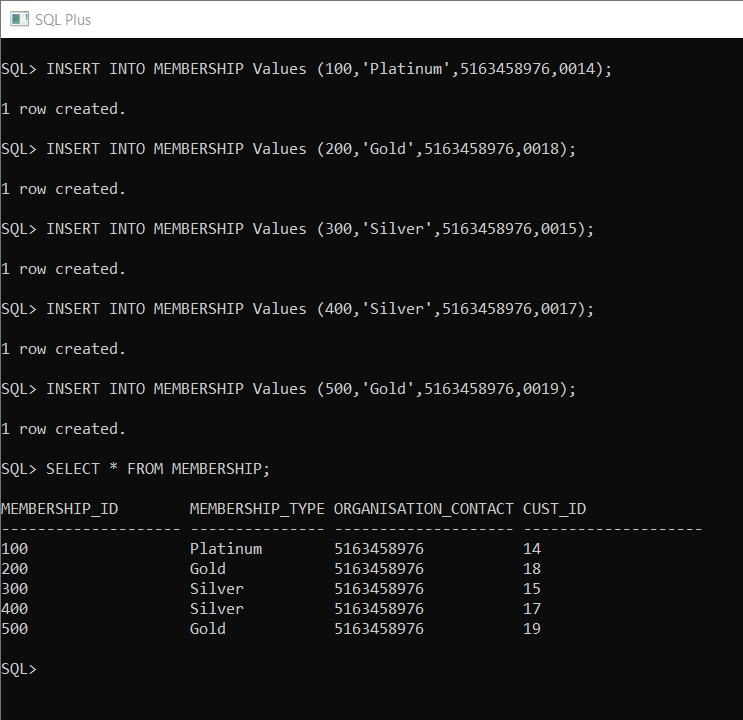 SQL Plus
SQL> INSERT INTO MEMBERSHIP Values (100,'Platinum',5163458976,0014);
1 row created.
SQL> INSERT INTO MEMBERSHIP Values (200,'Gold',5163458976,0018);
1 row created.
SQL> INSERT INTO MEMBERSHIP Values (300,'Silver',5163458976,0015);
1 row created.
SQL> INSERT INTO MEMBERSHIP Values (400,'Silver',5163458976,0017);
1 row created.
SQL> INSERT INTO MEMBERSHIP Values (500,'Gold',5163458976,0019);
1 row created.
SQL> SELECT * FROM MEMBERSHIP;
MEMBERSHIP_ID        MEMBERSHIP_TYPE ORGANISATION_CONTACT CUST_ID
-------------------- --------------- -------------------- --------------------
100                  Platinum        5163458976           14
200                  Gold            5163458976           18
300                  Silver          5163458976           15
400                  Silver          5163458976           17
500                  Gold            5163458976           19
SQL>